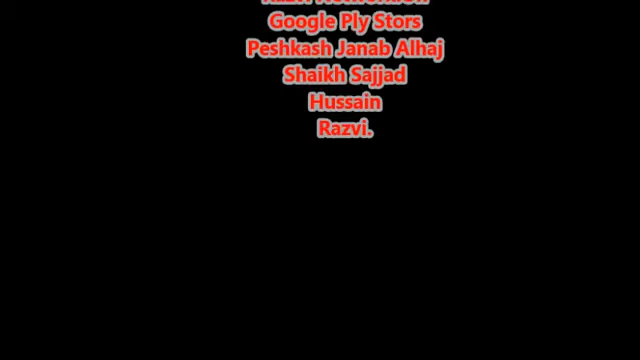 Google Ply Stors
Peshkash Janab Alhaj
Shaikh Sajjad
Hussain
Razvi.